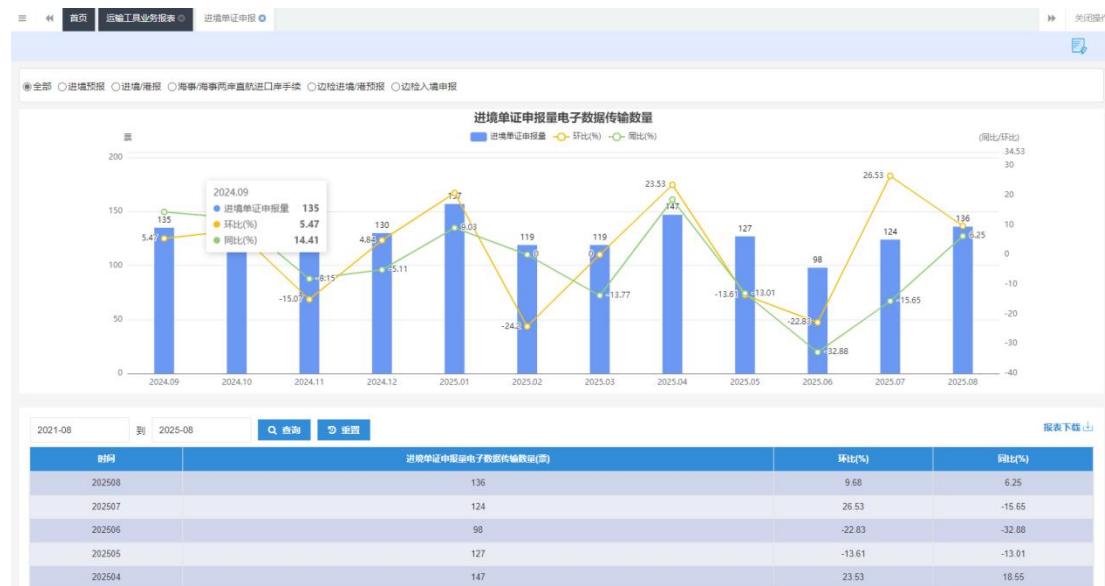 首页 运输工具业务报表 进境单证申报 关闭操作
全部 进境预报 进境/港报 海事/海事两岸直航进口岸手续 边检进境/港预报 边检入境申报
进境单证申报量电子数据传输数量
票 进境单证申报量 环比(%) 同比(%) (同比/环比)
34.53
200 30
26.53
23.53 20
2024.09
进境单证申报量 135
环比(%) 5.47
同比(%) 14.41
150 135 130 157 119 119 147 127 98 124 136
5.47 4.84 9.03 10
6.25
0 0 0
100 -8.15 -5.11 -10
-15.07 -13.77 -13.61 -13.01 -15.65
50 -24.2 -22.83 -20
-30
-32.88
0 -40
2024.09 2024.10 2024.11 2024.12 2025.01 2025.02 2025.03 2025.04 2025.05 2025.06 2025.07 2025.08
2021-08 到 2025-08 查询 重置 报表下载
时间 进境单证申报量电子数据传输数量(票) 环比(%) 同比(%)
202508 136 9.68 6.25
202507 124 26.53 -15.65
202506 98 -22.83 -32.88
202505 127 -13.61 -13.01
202504 147 23.53 18.55